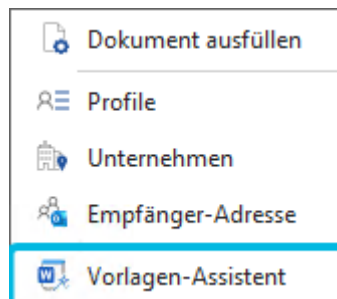 Dokument ausfüllen
Profile
Unternehmen
Empfänger-Adresse
Vorlagen-Assistent